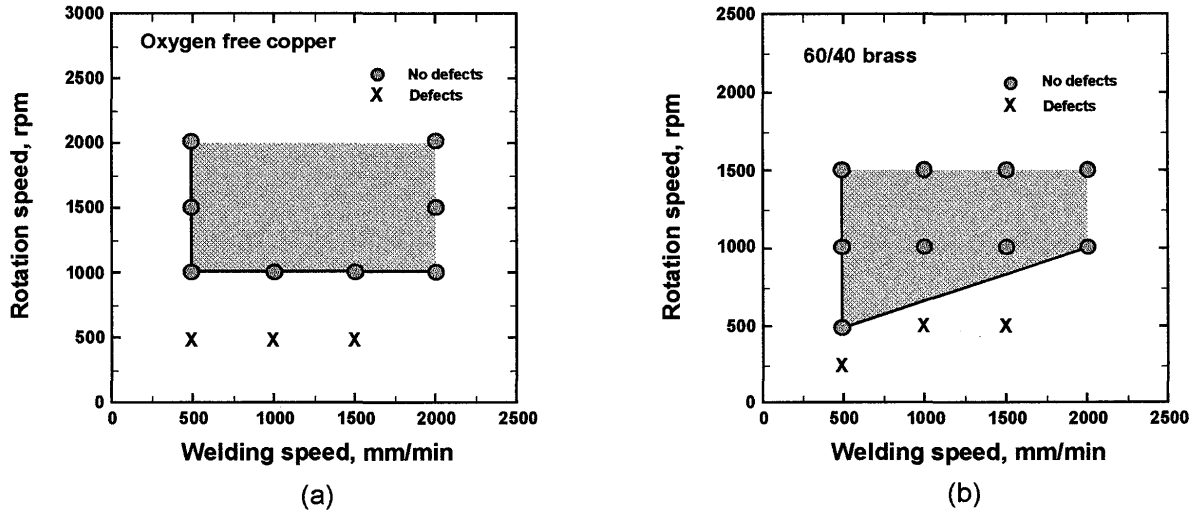 Oxygen free copper
No defects
X Defects
Rotation speed, rpm
3000
2500
2000
1500
1000
500
0
X X X
0 500 1000 1500 2000 2500
Welding speed, mm/min
(a)
60/40 brass
No defects
X Defects
Rotation speed, rpm
2500
2000
1500
1000
500
0
X X
X
0 500 1000 1500 2000 2500
Welding speed, mm/min
(b)